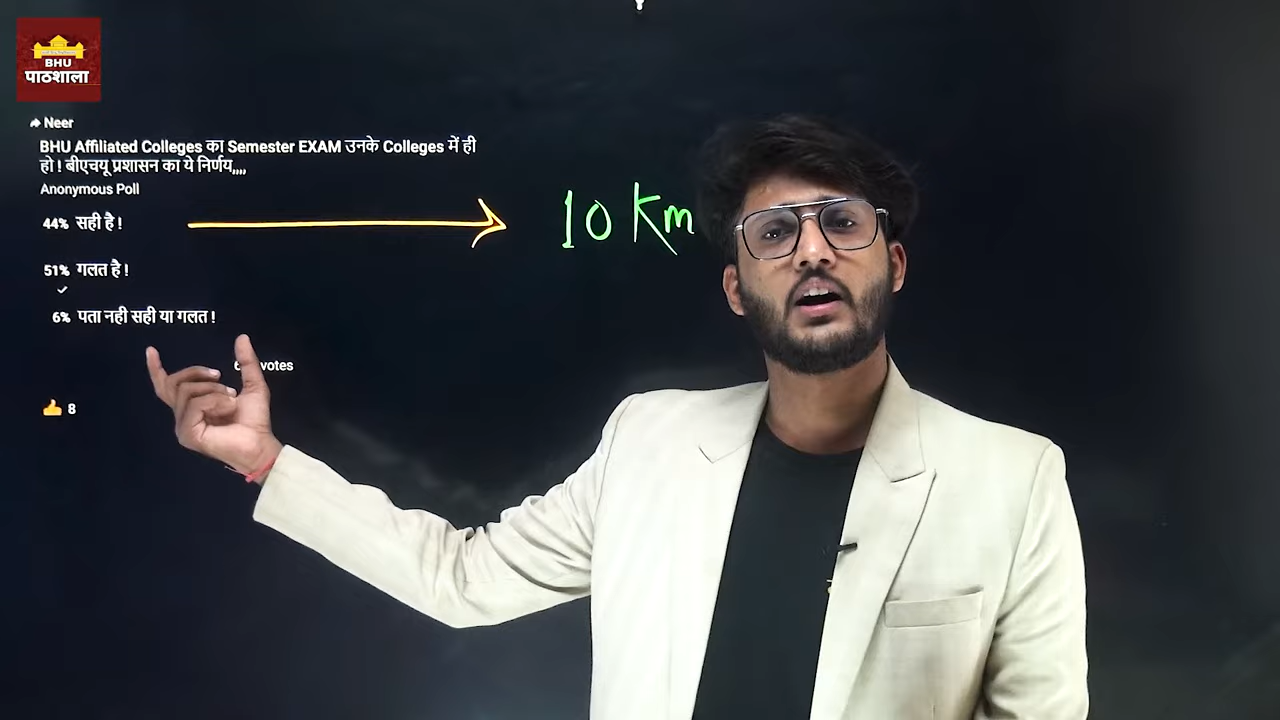 BHU
पाठशाला
Neer
BHU Affiliated Colleges का Semester EXAM उनके Colleges में ही
हो ! बीएचयू प्रशासन का ये निर्णय,,,,
Anonymous Poll
44% सही है !
10 Km
51% गलत है !
6% पता नही सही या गलत !
votes
8